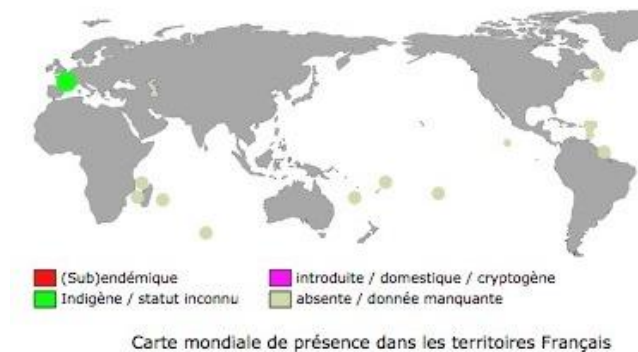 (Sub)endémique
introduite / domestique / cryptogène
Indigène / statut inconnu
absente / donnée manquante
Carte mondiale de présence dans les territoires Français